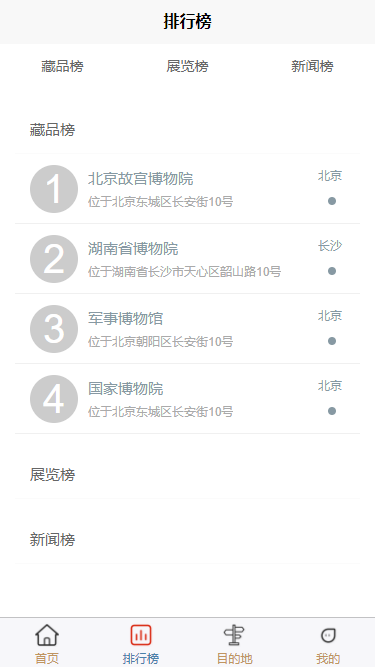 排行榜
藏品榜 展览榜 新闻榜
藏品榜
1 北京故宫博物院 北京
位于北京东城区长安街10号
2 湖南省博物院 长沙
位于湖南省长沙市天心区韶山路10号
3 军事博物馆 北京
位于北京朝阳区长安街10号
4 国家博物院 北京
位于北京东城区长安街10号
展览榜
新闻榜
首页 排行榜 目的地 我的